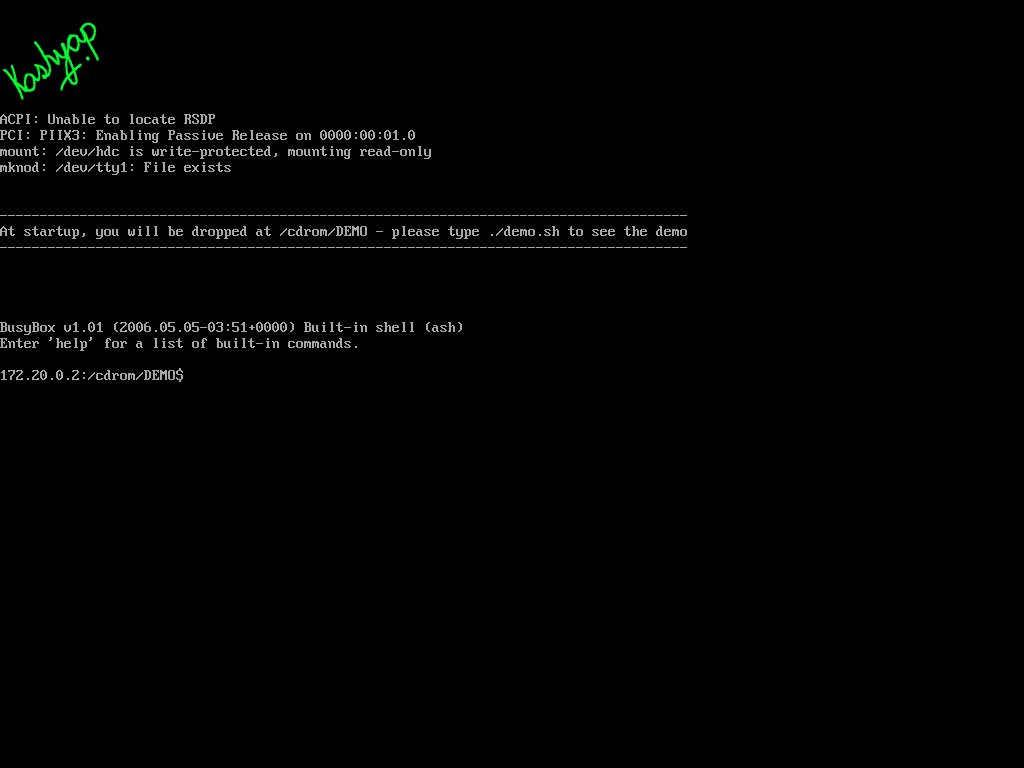 Kashyap
ACPI: Unable to locate RSDP
PCI: PIIX3: Enabling Passive Release on 0000:00:01.0
mount: /dev/hdc is write-protected, mounting read-only
mknod: /dev/tty1: File exists
--------------------------------------------------------------------------------------
At startup, you will be dropped at /cdrom/DEMO - please type ./demo.sh to see the demo
--------------------------------------------------------------------------------------
BusyBox v1.01 (2006.05.05-03:51+0000) Built-in shell (ash)
Enter 'help' for a list of built-in commands.
172.20.0.2:/cdrom/DEMO$